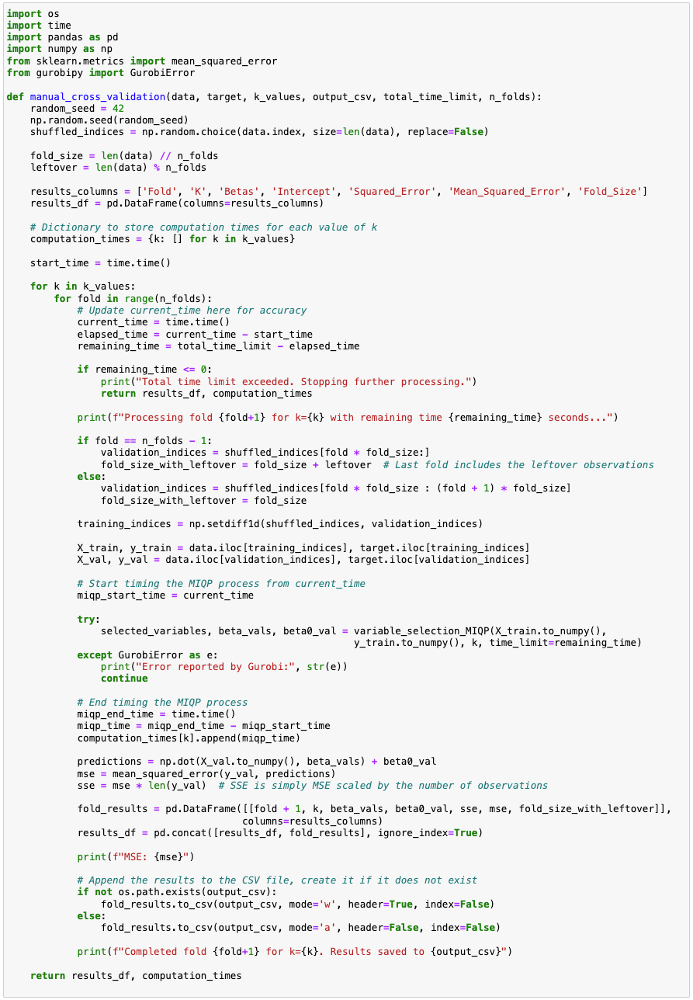 import os
import time
import pandas as pd
import numpy as np
from sklearn.metrics import mean_squared_error
from gurobipy import GurobiError

def manual_cross_validation(data, target, k_values, output_csv, total_time_limit, n_folds):
    random_seed = 42
    np.random.seed(random_seed)
    shuffled_indices = np.random.choice(data.index, size=len(data), replace=False)

    fold_size = len(data) // n_folds
    leftover = len(data) % n_folds

    results_columns = ['Fold', 'K', 'Betas', 'Intercept', 'Squared_Error', 'Mean_Squared_Error', 'Fold_Size']
    results_df = pd.DataFrame(columns=results_columns)

    # Dictionary to store computation times for each value of k
    computation_times = {k: [] for k in k_values}

    start_time = time.time()

    for k in k_values:
        for fold in range(n_folds):
            # Update current_time here for accuracy
            current_time = time.time()
            elapsed_time = current_time - start_time
            remaining_time = total_time_limit - elapsed_time

            if remaining_time <= 0:
                print("Total time limit exceeded. Stopping further processing.")
                return results_df, computation_times

            print(f"Processing fold {fold+1} for k={k} with remaining time {remaining_time} seconds...")

            if fold == n_folds - 1:
                validation_indices = shuffled_indices[fold * fold_size:]
                fold_size_with_leftover = fold_size + leftover  # Last fold includes the leftover observations
            else:
                validation_indices = shuffled_indices[fold * fold_size : (fold + 1) * fold_size]
                fold_size_with_leftover = fold_size

            training_indices = np.setdiff1d(shuffled_indices, validation_indices)

            X_train, y_train = data.iloc[training_indices], target.iloc[training_indices]
            X_val, y_val = data.iloc[validation_indices], target.iloc[validation_indices]

            # Start timing the MIQP process from current_time
            miqp_start_time = current_time

            try:
                selected_variables, beta_vals, beta0_val = variable_selection_MIQP(X_train.to_numpy(),
                                                           y_train.to_numpy(), k, time_limit=remaining_time)
            except GurobiError as e:
                print("Error reported by Gurobi:", str(e))
                continue

            # End timing the MIQP process
            miqp_end_time = time.time()
            miqp_time = miqp_end_time - miqp_start_time
            computation_times[k].append(miqp_time)

            predictions = np.dot(X_val.to_numpy(), beta_vals) + beta0_val
            mse = mean_squared_error(y_val, predictions)
            sse = mse * len(y_val)  # SSE is simply MSE scaled by the number of observations

            fold_results = pd.DataFrame([[fold + 1, k, beta_vals, beta0_val, sse, mse, fold_size_with_leftover]],
                                        columns=results_columns)
            results_df = pd.concat([results_df, fold_results], ignore_index=True)

            print(f"MSE: {mse}")

            # Append the results to the CSV file, create it if it does not exist
            if not os.path.exists(output_csv):
                fold_results.to_csv(output_csv, mode='w', header=True, index=False)
            else:
                fold_results.to_csv(output_csv, mode='a', header=False, index=False)

            print(f"Completed fold {fold+1} for k={k}. Results saved to {output_csv}")

    return results_df, computation_times